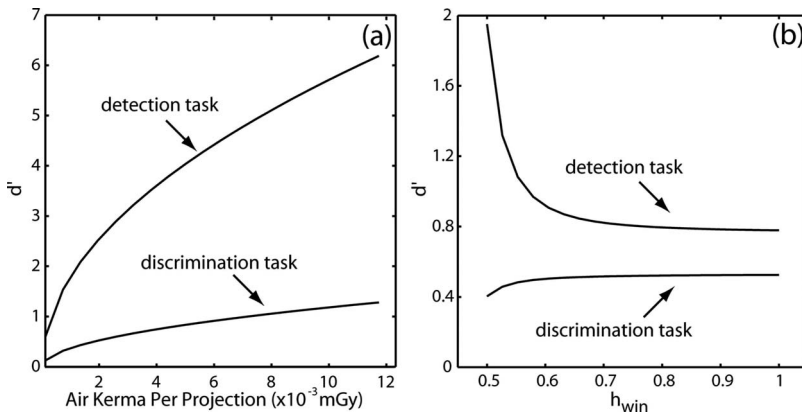 (a)
7
6
5
4
3
2
1
0
d'
detection task
discrimination task
2
4
6
8
10
12
Air Kerma Per Projection (x10⁻³ mGy)
(b)
2
1.6
1.2
0.8
0.4
0
d'
detection task
discrimination task
0.5
0.6
0.7
0.8
0.9
1
h_win